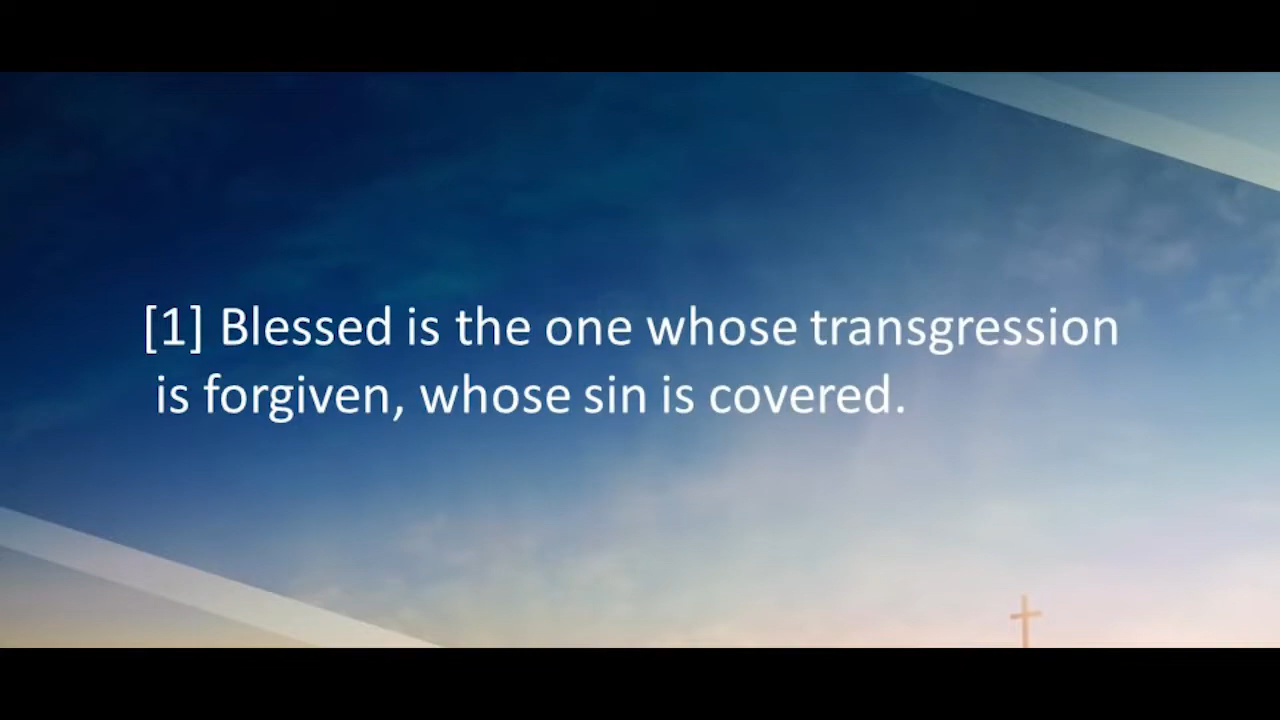 [1] Blessed is the one whose transgression
is forgiven, whose sin is covered.